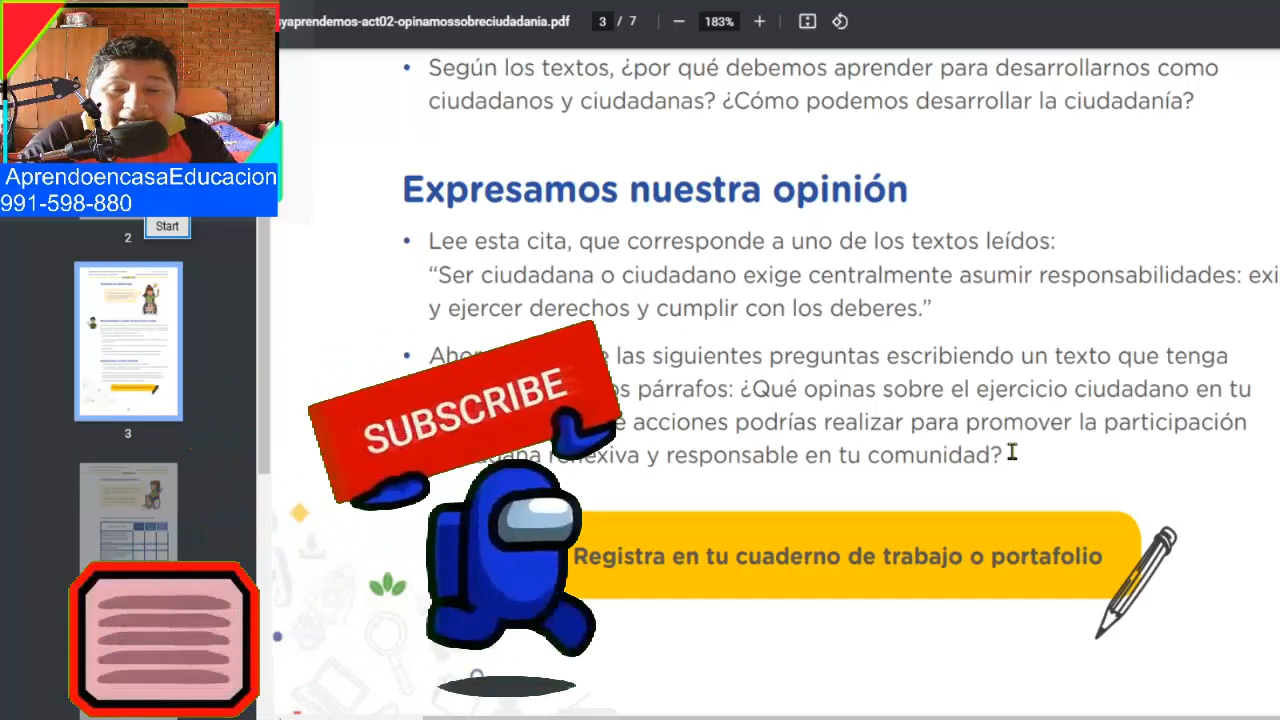 yaprendemos-act02-opinamossobreciudadania.pdf
3 / 7
183%
AprendoencasaEducacion
991-598-880
Start
2
3
Según los textos, ¿por qué debemos aprender para desarrollarnos como
ciudadanos y ciudadanas? ¿Cómo podemos desarrollar la ciudadanía?
Expresamos nuestra opinión
Lee esta cita, que corresponde a uno de los textos leídos:
“Ser ciudadana o ciudadano exige centralmente asumir responsabilidades: exi
y ejercer derechos y cumplir con los deberes.”
las siguientes preguntas escribiendo un texto que tenga
párrafos: ¿Qué opinas sobre el ejercicio ciudadano en tu
acciones podrías realizar para promover la participación
y responsable en tu comunidad?
SUBSCRIBE
Registra en tu cuaderno de trabajo o portafolio